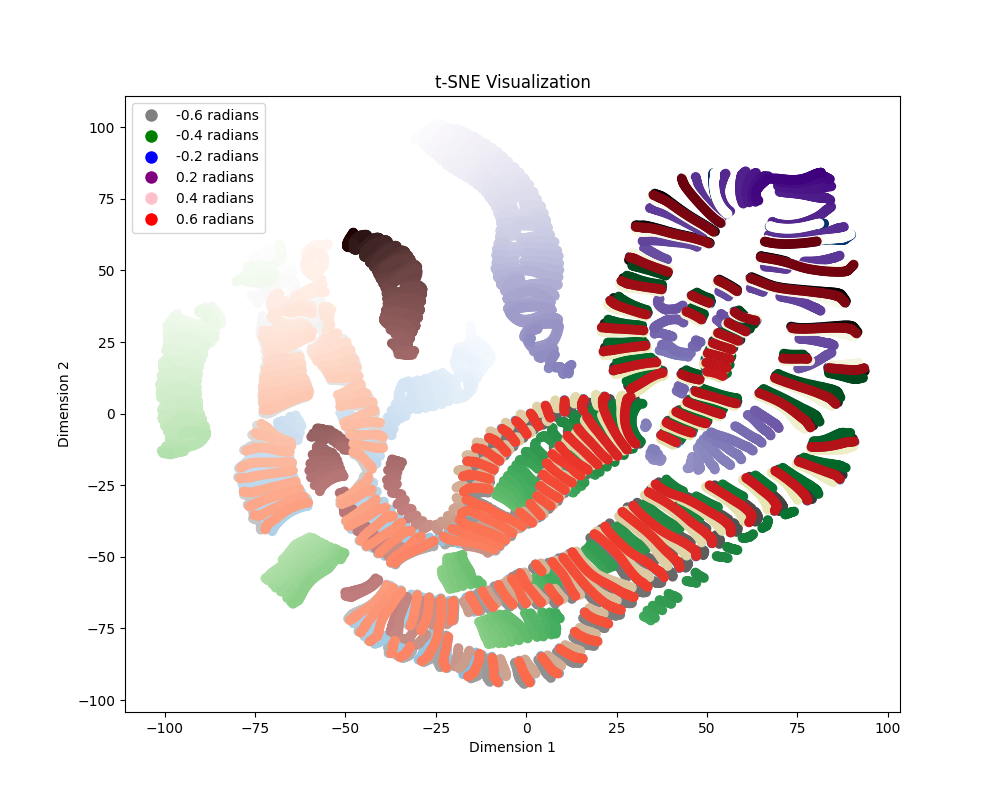 t-SNE Visualization
-0.6 radians
-0.4 radians
-0.2 radians
0.2 radians
0.4 radians
0.6 radians
100
75
50
25
0
−25
−50
−75
−100
Dimension 2
−100 −75 −50 −25 0 25 50 75 100
Dimension 1